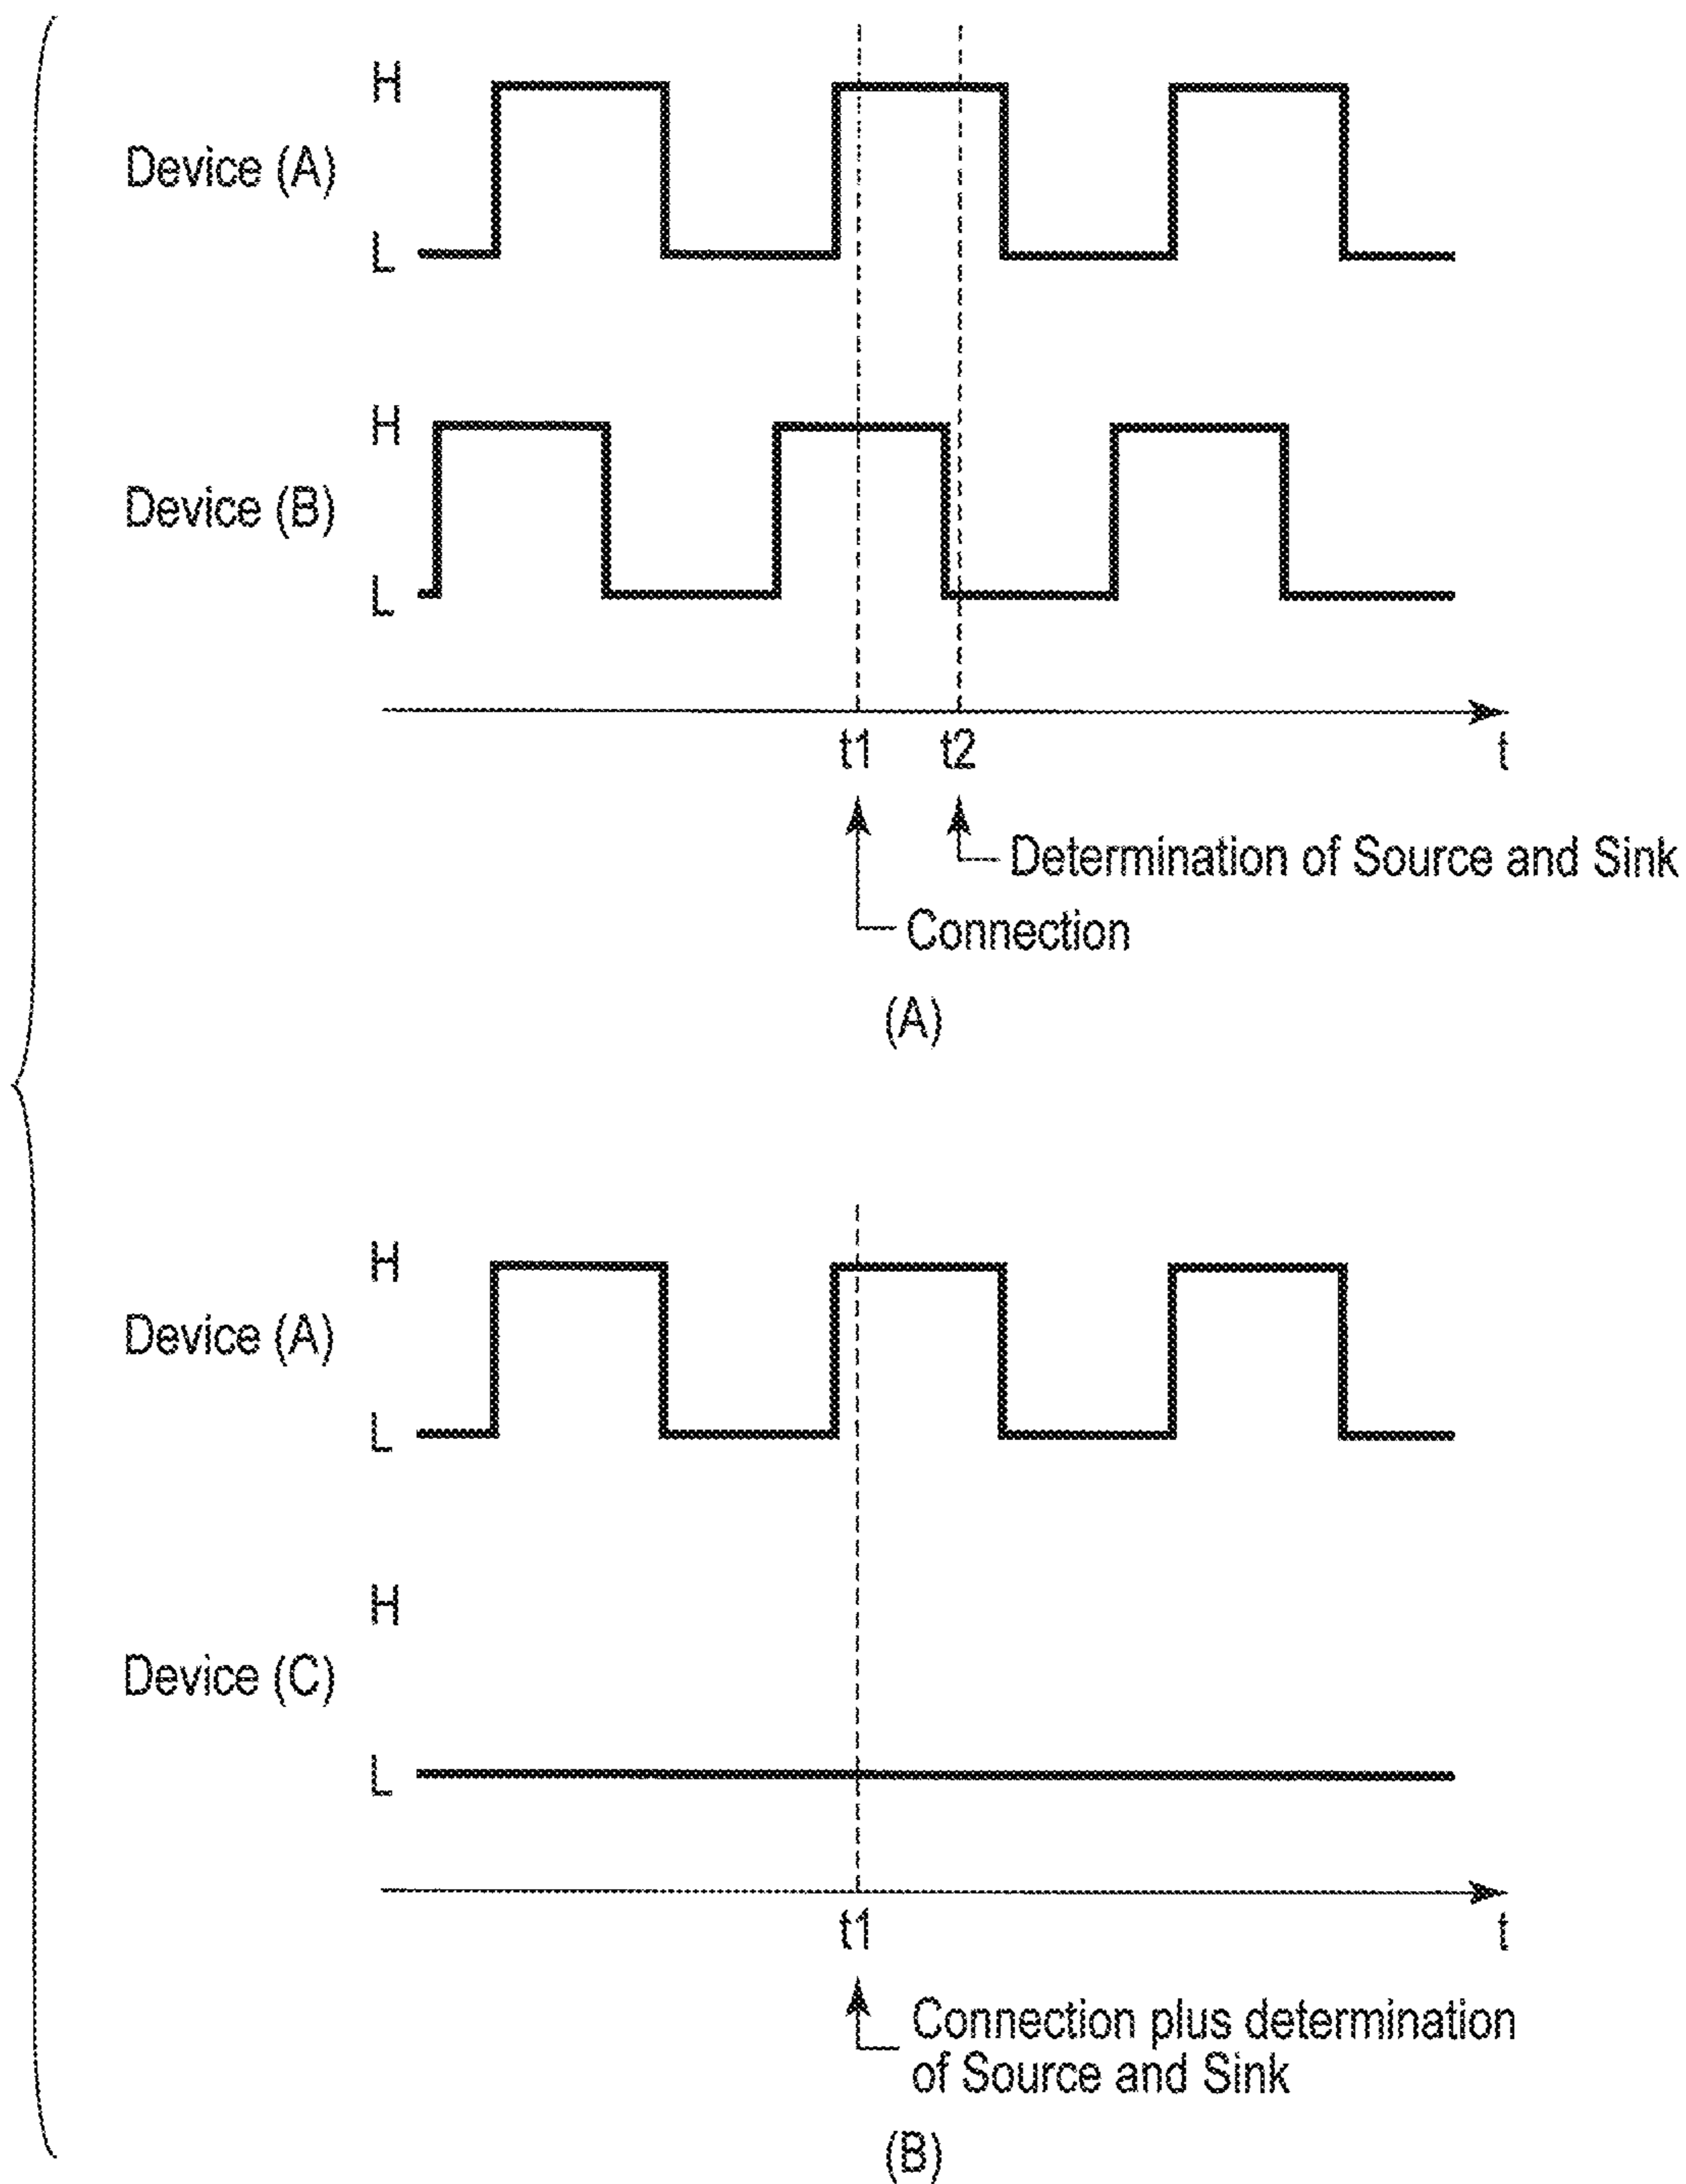 H
Device (A)
L
H
Device (B)
L
t1 t2 t
Determination of Source and Sink
Connection
(A)
H
Device (A)
L
H
Device (C)
L
t1 t
Connection plus determination
of Source and Sink
(B)